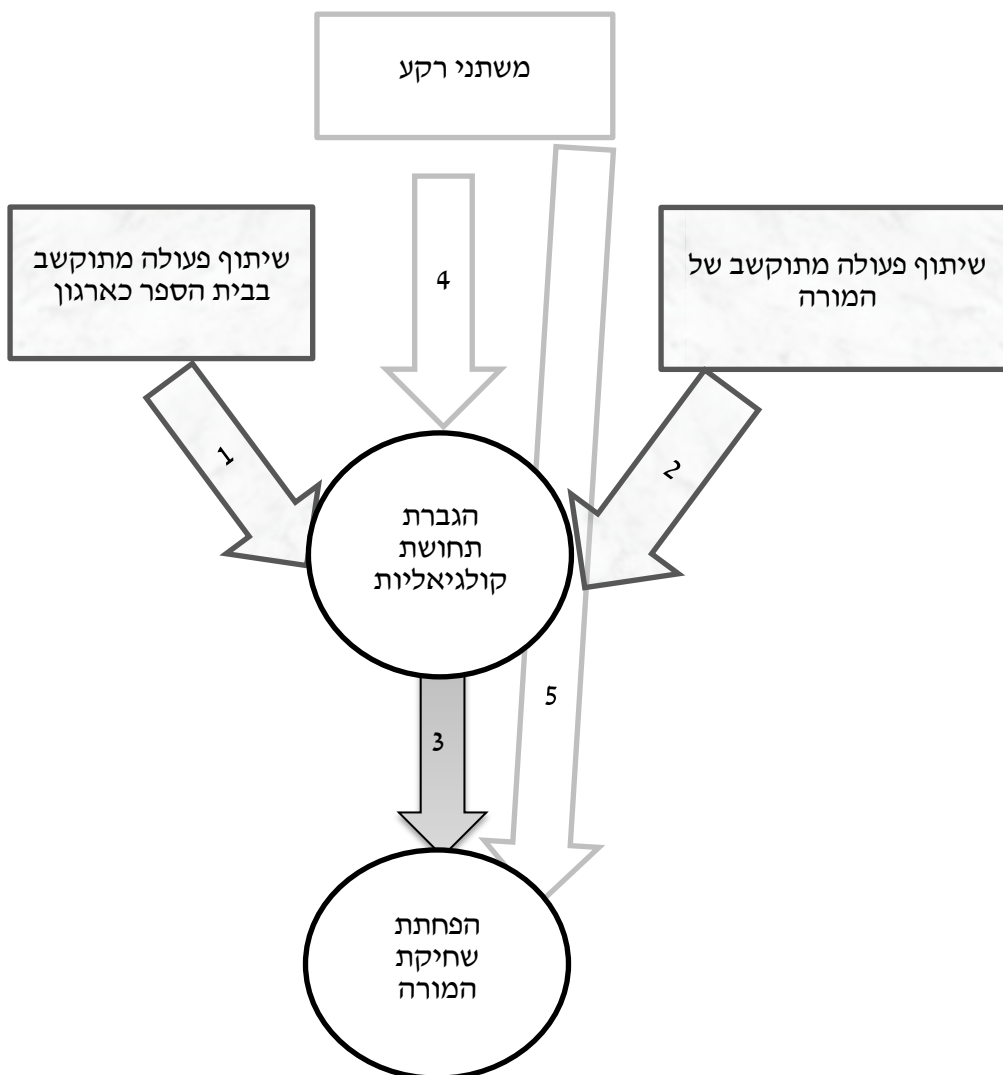 משתני רקע
שיתוף פעולה מתוקשב של
המורה
שיתוף פעולה מתוקשב
בבית הספר כארגון
4
2
1
הגברת
תחושת
קולגיאליות
5
3
הפחתת
שחיקת
המורה